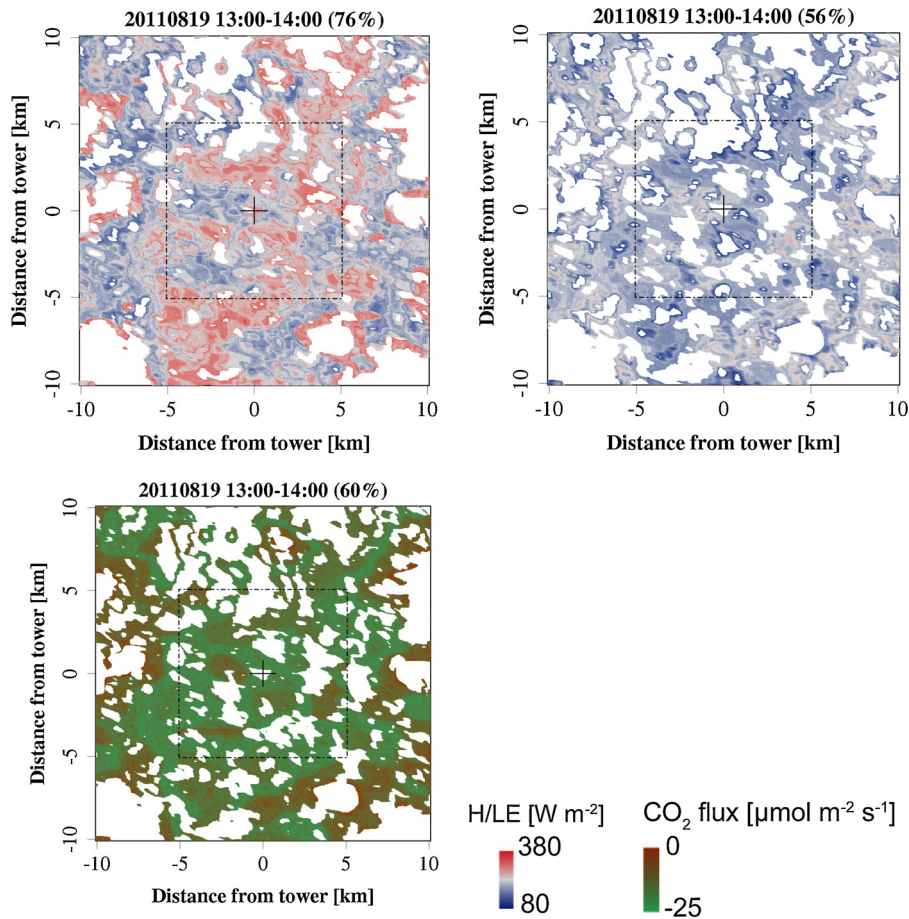 20110819 13:00-14:00 (76%)
Distance from tower [km]
10
5
0
-5
-10
-10 -5 0 5 10
Distance from tower [km]
20110819 13:00-14:00 (56%)
Distance from tower [km]
10
5
0
-5
-10
-10 -5 0 5 10
Distance from tower [km]
20110819 13:00-14:00 (60%)
Distance from tower [km]
10
5
0
-5
-10
-10 -5 0 5 10
Distance from tower [km]
H/LE [W m⁻²]
380
80
CO₂ flux [µmol m⁻² s⁻¹]
0
-25